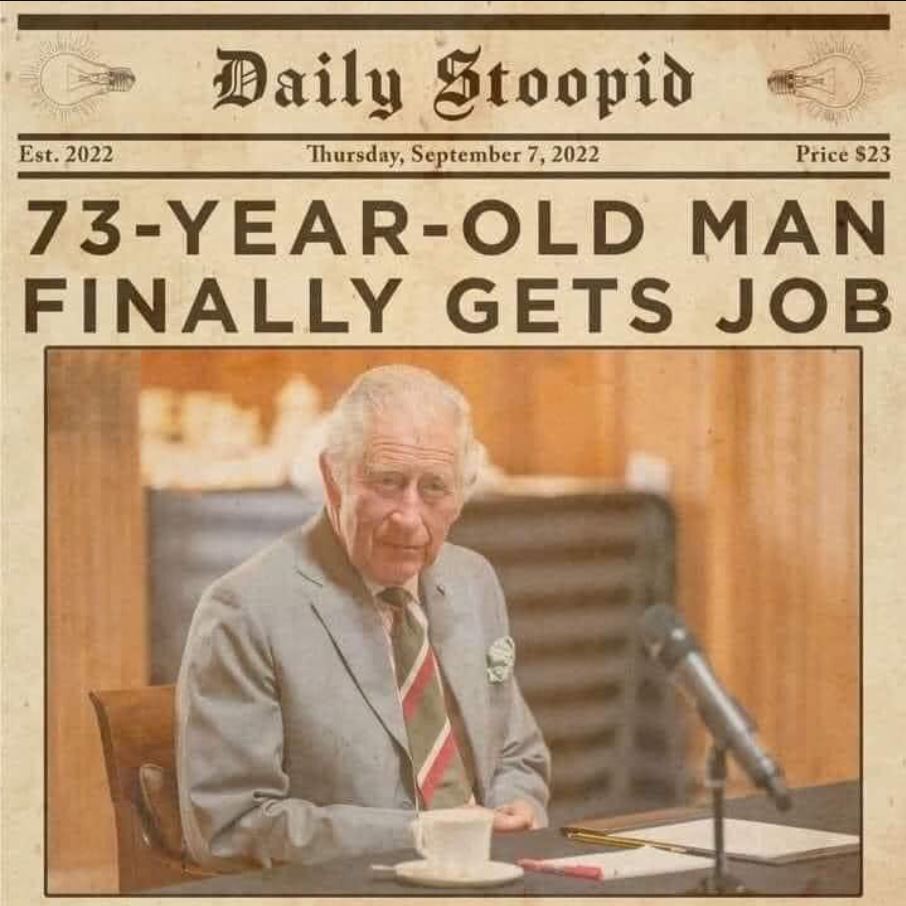 Daily Stoopid
Est. 2022 Thursday, September 7, 2022 Price $23
73-YEAR-OLD MAN
FINALLY GETS JOB